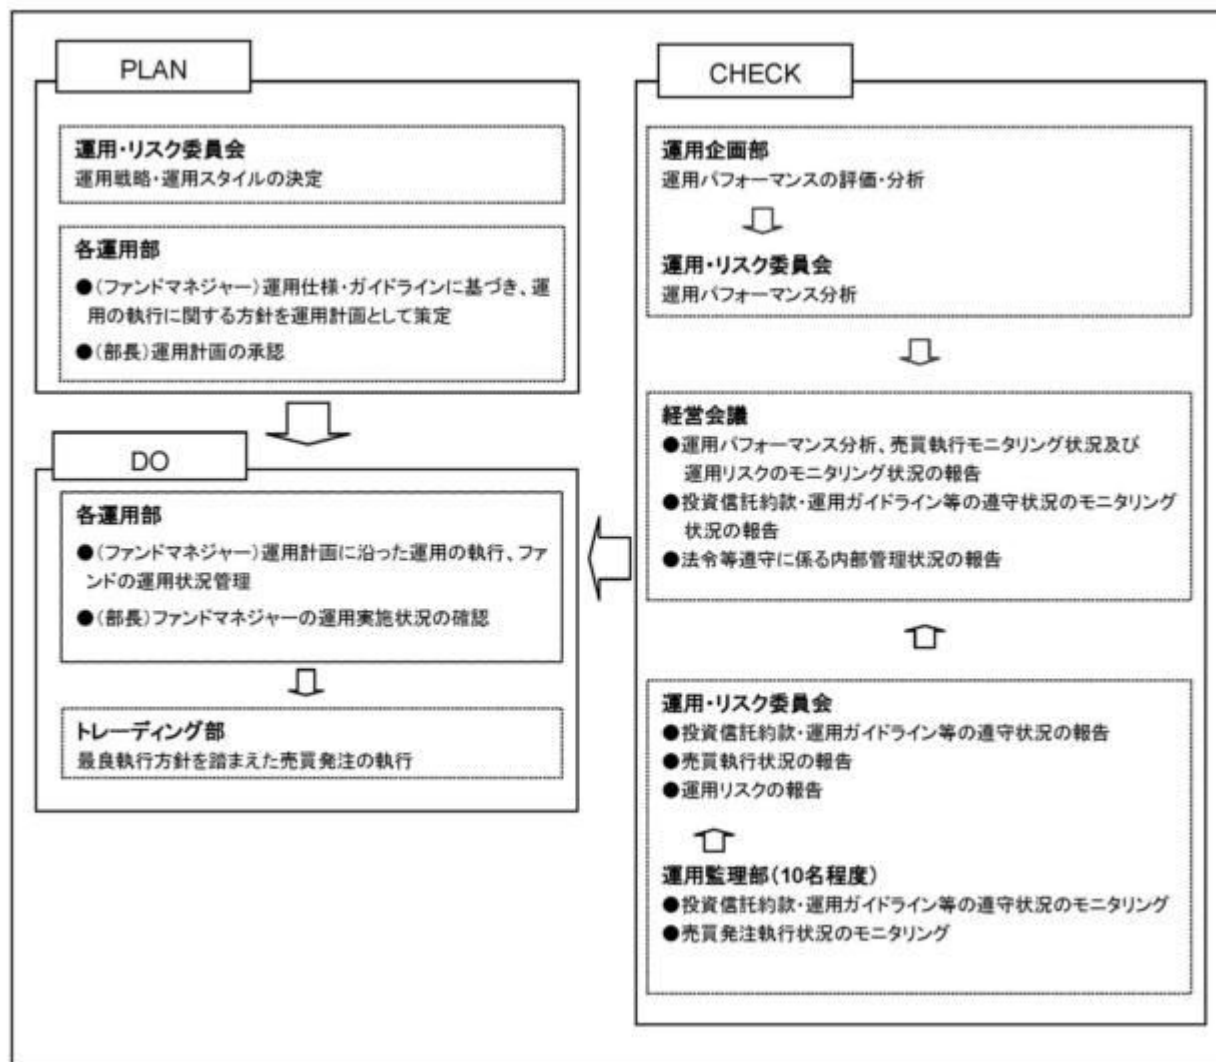 PLAN
運用・リスク委員会
運用戦略・運用スタイルの決定
各運用部
●(ファンドマネジャー)運用仕様・ガイドラインに基づき、運
用の執行に関する方針を運用計画として策定
●(部長)運用計画の承認
DO
各運用部
●(ファンドマネジャー)運用計画に沿った運用の執行、ファ
ンドの運用状況管理
●(部長)ファンドマネジャーの運用実施状況の確認
トレーディング部
最良執行方針を踏まえた売買発注の執行
CHECK
運用企画部
運用パフォーマンスの評価・分析
運用・リスク委員会
運用パフォーマンス分析
経営会議
●運用パフォーマンス分析、売買執行モニタリング状況及び
運用リスクのモニタリング状況の報告
●投資信託約款・運用ガイドライン等の遵守状況のモニタリング
状況の報告
●法令等遵守に係る内部管理状況の報告
運用・リスク委員会
●投資信託約款・運用ガイドライン等の遵守状況の報告
●売買執行状況の報告
●運用リスクの報告
運用監理部(10名程度)
●投資信託約款・運用ガイドライン等の遵守状況のモニタリング
●売買発注執行状況のモニタリング